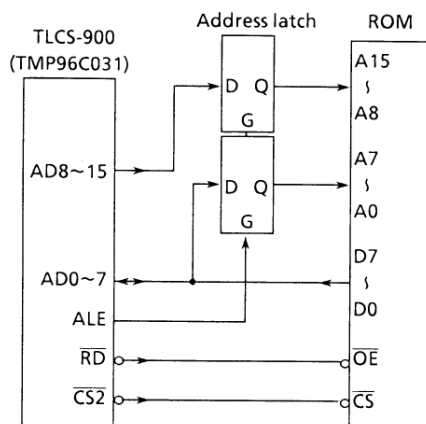 Address latch
ROM
TLCS-900
(TMP96C031)
D Q
G
A15
~
A8
AD8~15
D Q
G
A7
~
A0
AD0~7
D7
~
D0
ALE
RD
OE
CS2
CS